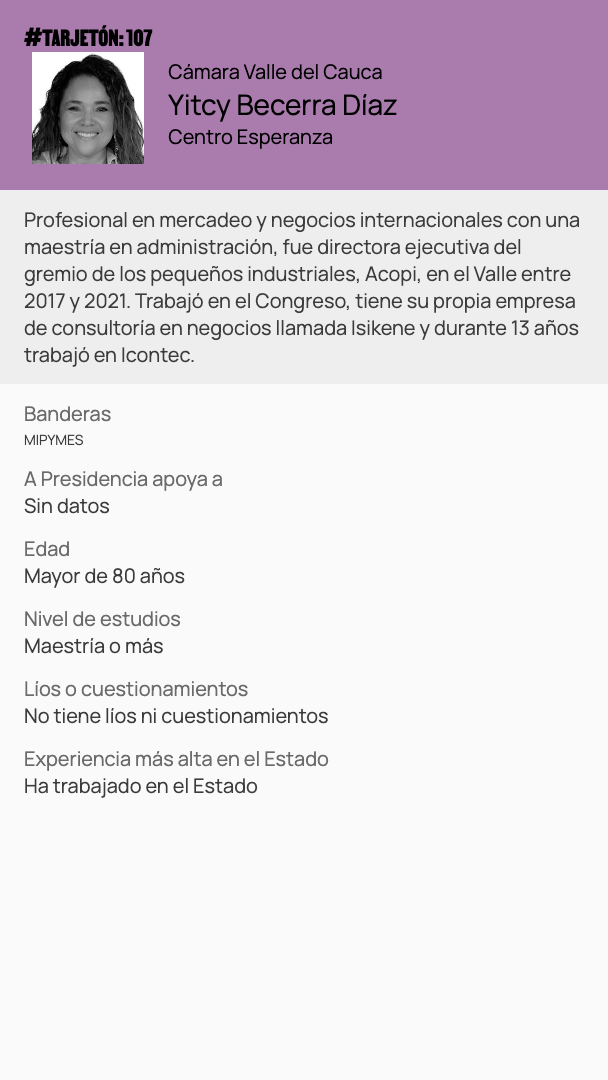 #TARJETÓN: 107
Cámara Valle del Cauca
Yitcy Becerra Díaz
Centro Esperanza
Profesional en mercadeo y negocios internacionales con una
maestría en administración, fue directora ejecutiva del
gremio de los pequeños industriales, Acopi, en el Valle entre
2017 y 2021. Trabajó en el Congreso, tiene su propia empresa
de consultoría en negocios llamada Isikene y durante 13 años
trabajó en Icontec.
Banderas
MIPYMES
A Presidencia apoya a
Sin datos
Edad
Mayor de 80 años
Nivel de estudios
Maestría o más
Líos o cuestionamientos
No tiene líos ni cuestionamientos
Experiencia más alta en el Estado
Ha trabajado en el Estado